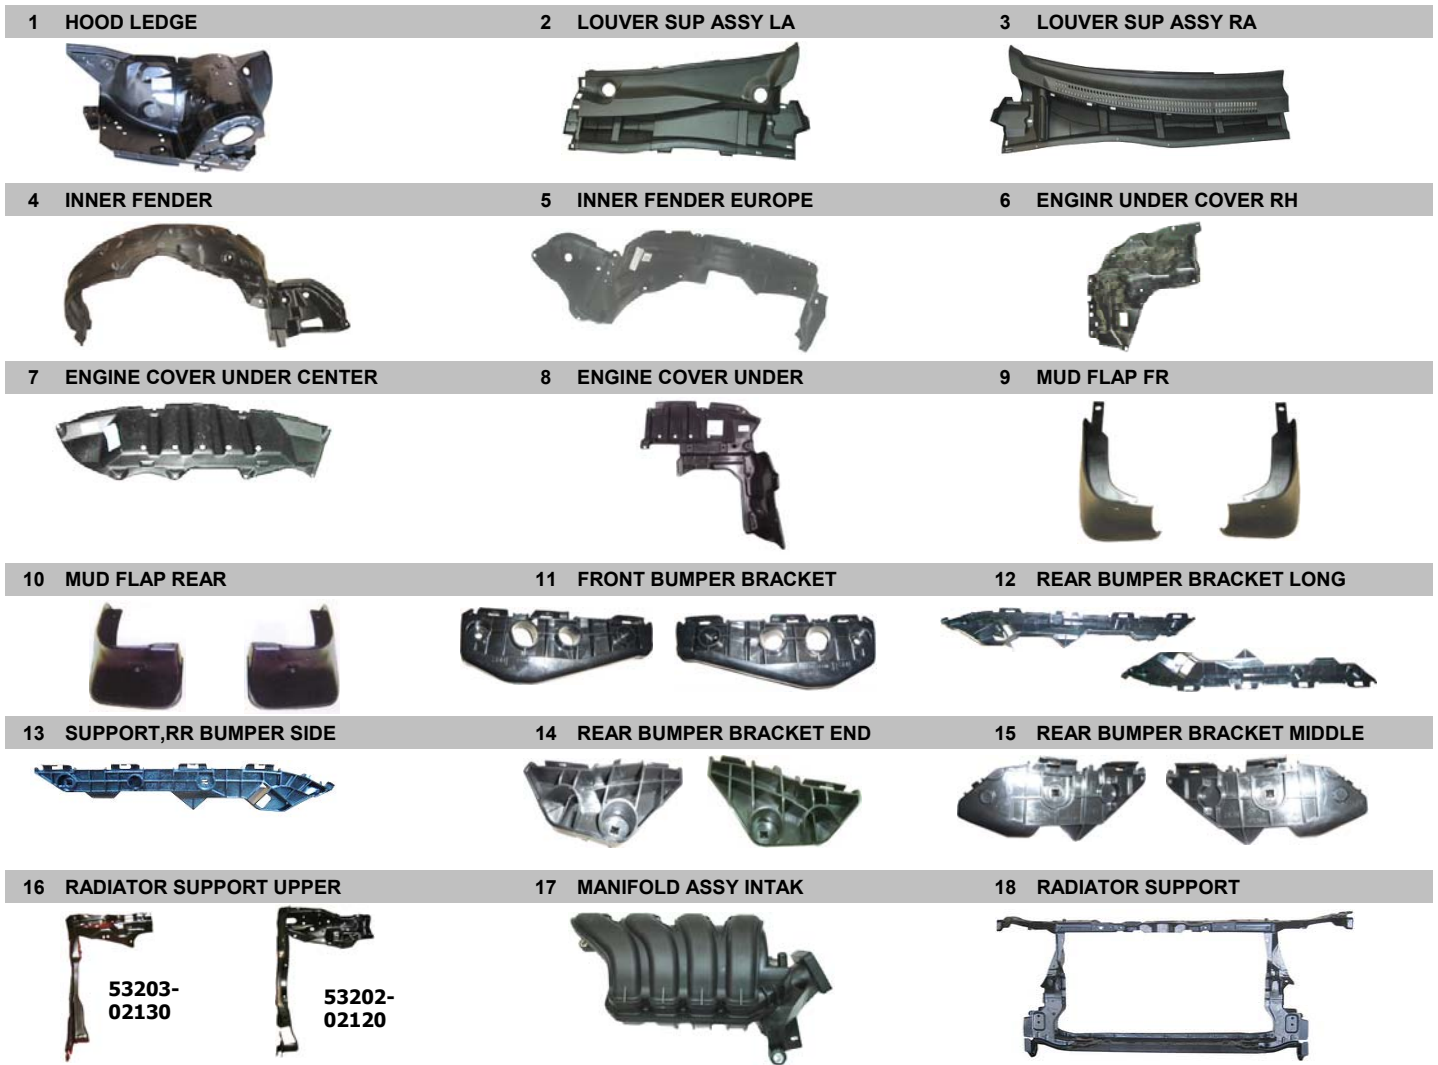 1 HOOD LEDGE
2 LOUVER SUP ASSY LA
3 LOUVER SUP ASSY RA
4 INNER FENDER
5 INNER FENDER EUROPE
6 ENGINR UNDER COVER RH
7 ENGINE COVER UNDER CENTER
8 ENGINE COVER UNDER
9 MUD FLAP FR
10 MUD FLAP REAR
11 FRONT BUMPER BRACKET
12 REAR BUMPER BRACKET LONG
13 SUPPORT,RR BUMPER SIDE
14 REAR BUMPER BRACKET END
15 REAR BUMPER BRACKET MIDDLE
16 RADIATOR SUPPORT UPPER
17 MANIFOLD ASSY INTAK
18 RADIATOR SUPPORT
53203-
02130
53202-
02120